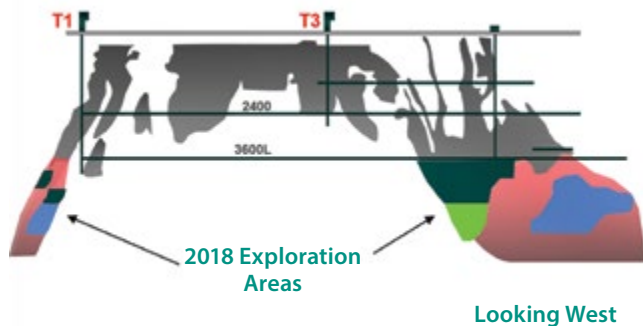 T1
T3
2400
3600L
2018 Exploration
Areas
Looking West